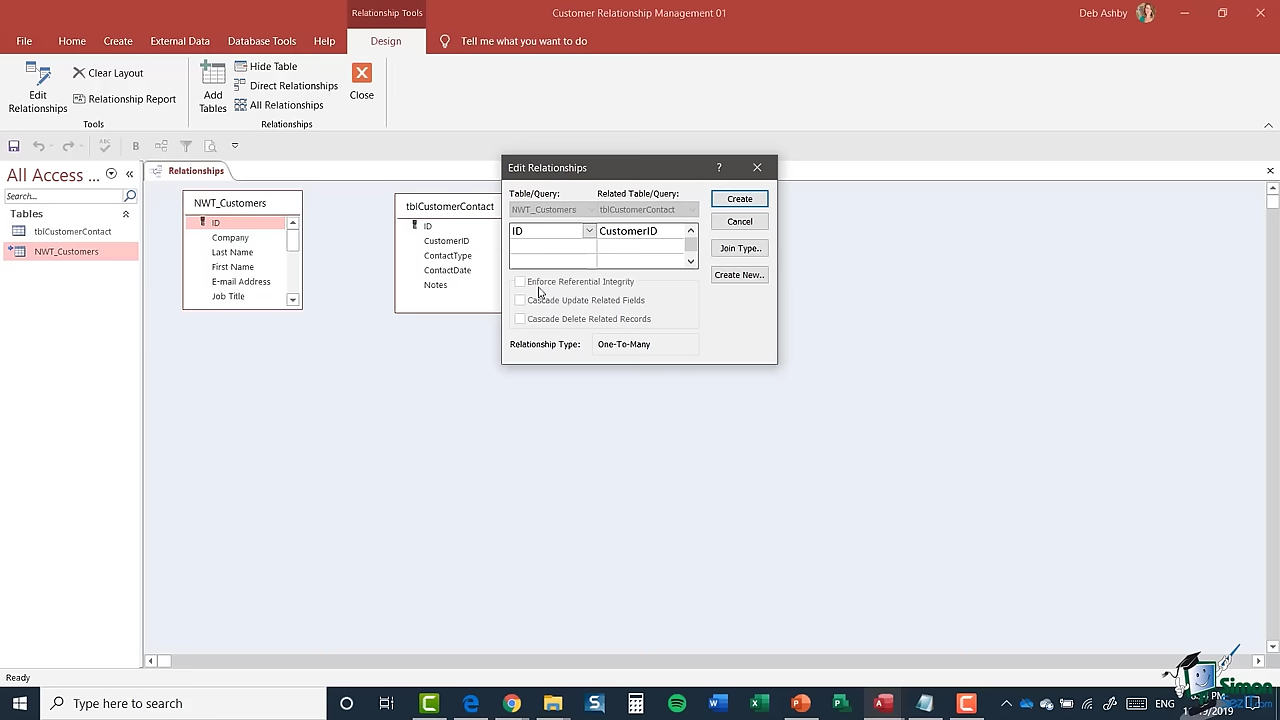 Relationship Tools
Customer Relationship Management 01
Deb Ashby
File Home Create External Data Database Tools Help Design Tell me what you want to do
Edit Relationships
Clear Layout
Relationship Report
Tools
Add Tables
Hide Table
Direct Relationships
All Relationships
Relationships
Close
B
All Access ...
Search...
Tables
tblCustomerContact
NWT_Customers
Relationships
NWT_Customers
ID
Company
Last Name
First Name
E-mail Address
Job Title
tblCustomerContact
ID
CustomerID
ContactType
ContactDate
Notes
Edit Relationships
?
Table/Query: Related Table/Query:
NWT_Customers tblCustomerContact
ID CustomerID
Enforce Referential Integrity
Cascade Update Related Fields
Cascade Delete Related Records
Relationship Type: One-To-Many
Create
Cancel
Join Type..
Create New..
Ready
Type here to search
ENG
Simon